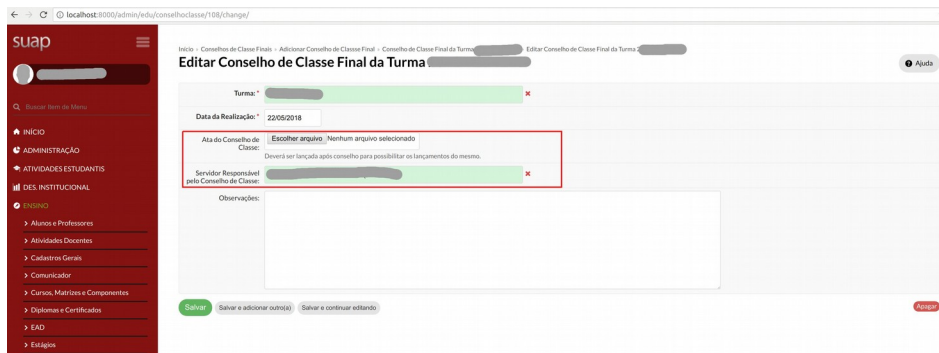 localhost:8000/admin/edu/conselhoclasse/108/change/
suap
Início › Conselhos de Classe Finais › Adicionar Conselho de Classe Final › Conselho de Classe Final da Turma › Editar Conselho de Classe Final da Turma 2
Editar Conselho de Classe Final da Turma
Ajuda
Buscar Item de Menu
INÍCIO
ADMINISTRAÇÃO
ATIVIDADES ESTUDANTIS
DES. INSTITUCIONAL
ENSINO
> Alunos e Professores
> Atividades Docentes
> Cadastros Gerais
> Comunicador
> Cursos, Matrizes e Componentes
> Diplomas e Certificados
> EAD
> Estágios
Turma: *
Data da Realização: * 22/05/2018
Ata do Conselho de Escolher arquivo Nenhum arquivo selecionado
Classe:
Deverá ser lançada após conselho para possibilitar os lançamentos do mesmo.
Servidor Responsável
pelo Conselho de Classe:
Observações:
Salvar Salvar e adicionar outro(a) Salvar e continuar editando Apagar